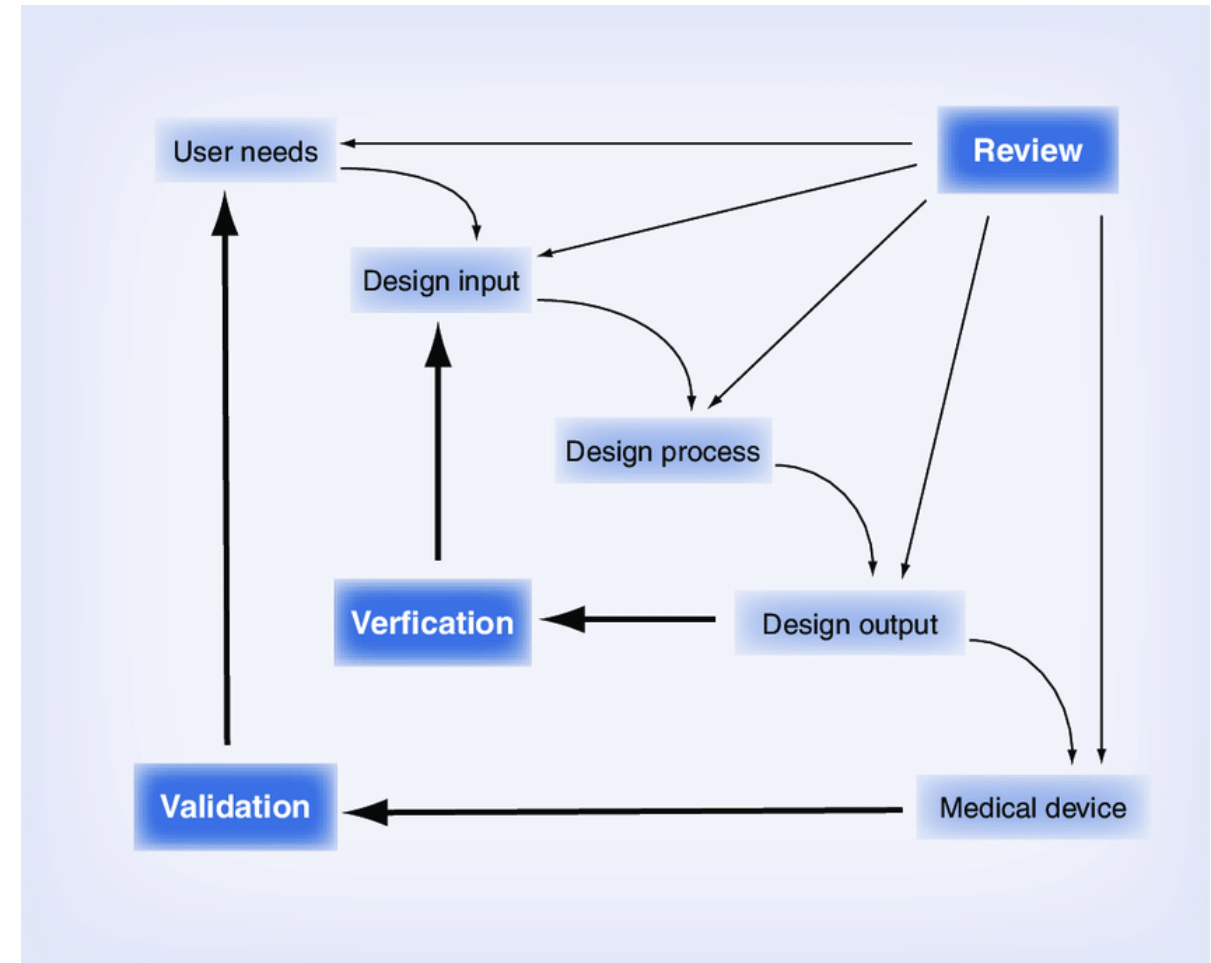 User needs
Review
Design input
Design process
Verfication
Design output
Validation
Medical device